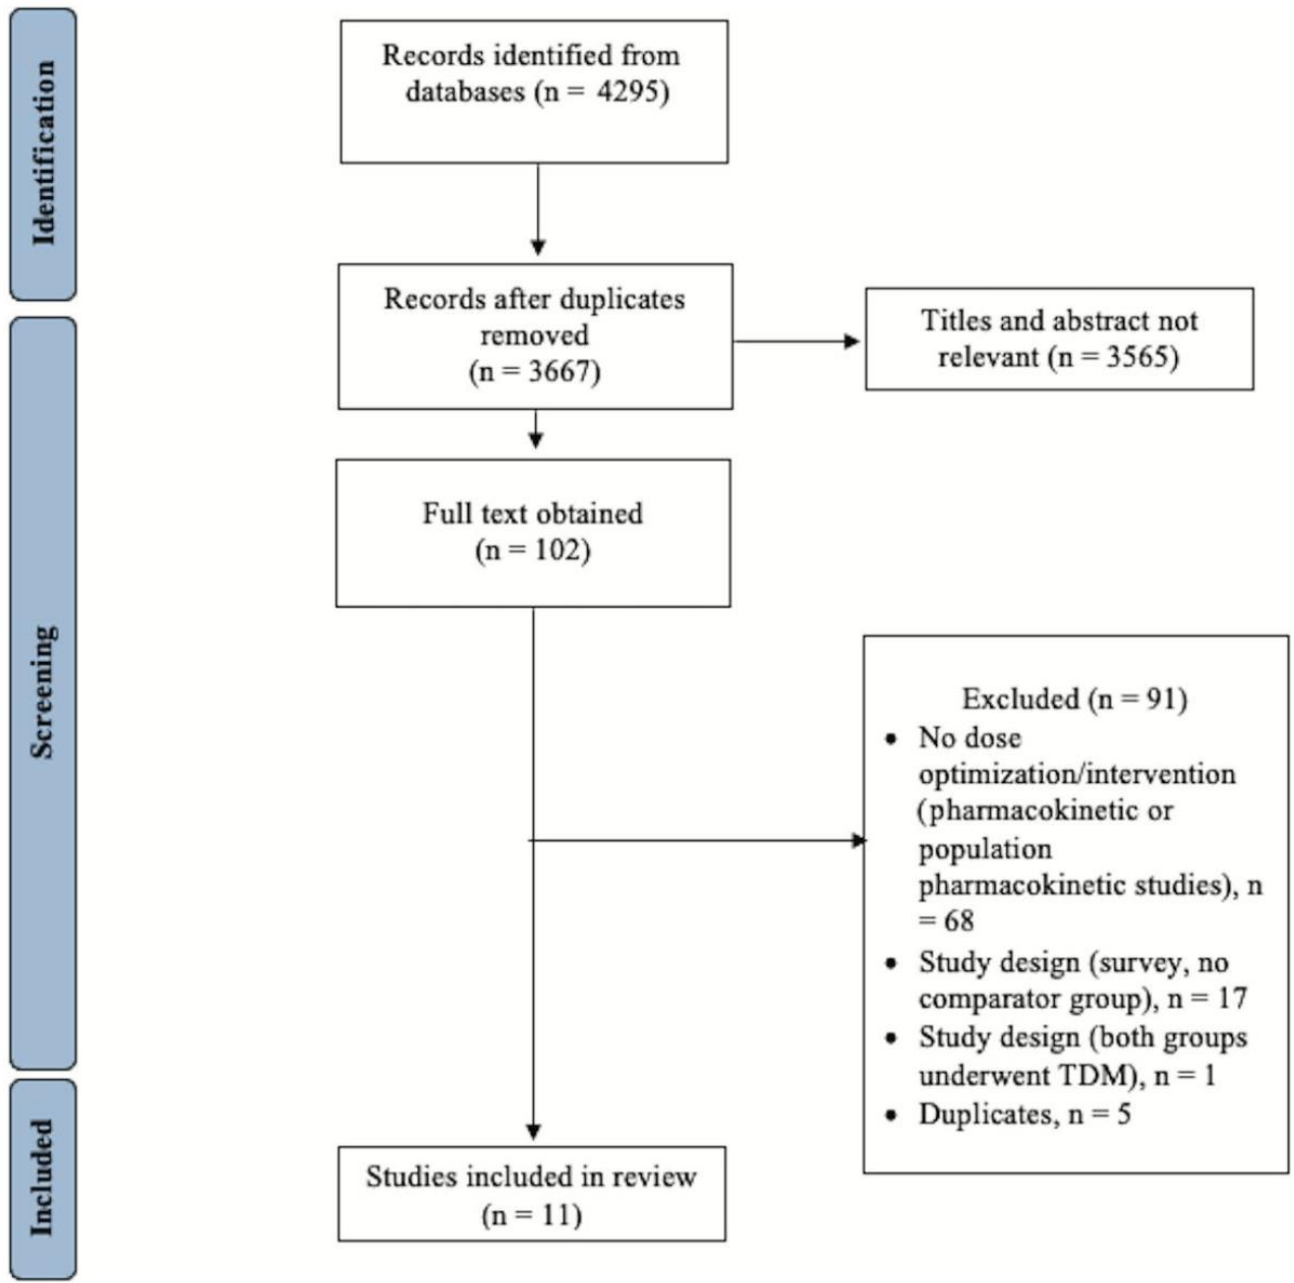 Identification
Records identified from
databases (n = 4295)
Records after duplicates
removed
(n = 3667)
Titles and abstract not
relevant (n = 3565)
Screening
Full text obtained
(n = 102)
Excluded (n = 91)
• No dose
optimization/intervention
(pharmacokinetic or
population
pharmacokinetic studies), n
= 68
• Study design (survey, no
comparator group), n = 17
• Study design (both groups
underwent TDM), n = 1
• Duplicates, n = 5
Included
Studies included in review
(n = 11)